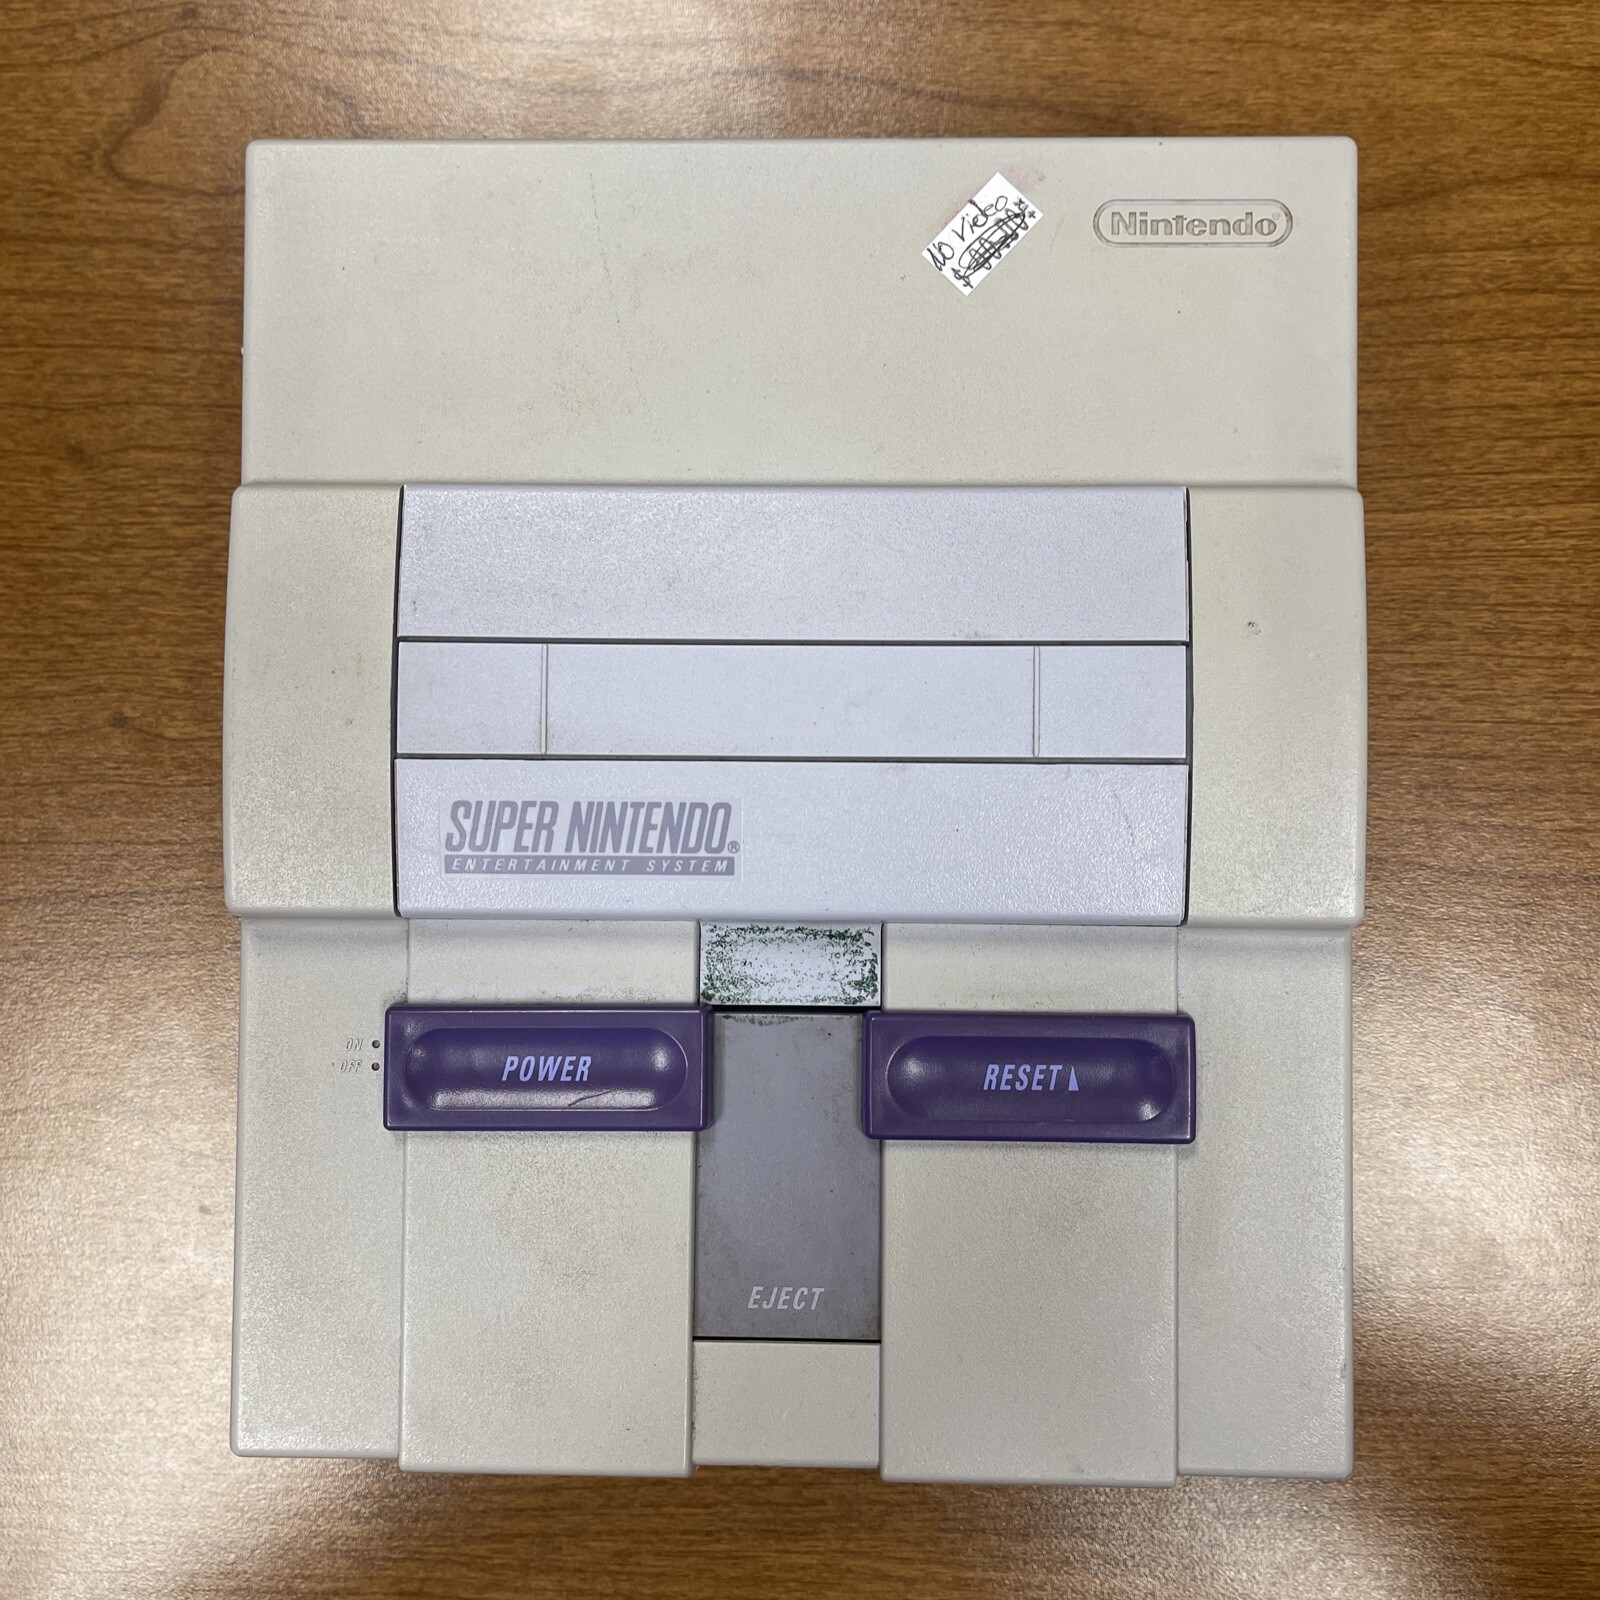 No Video
Nintendo®
SUPER NINTENDO®
ENTERTAINMENT SYSTEM
ON
OFF
POWER
RESET
EJECT